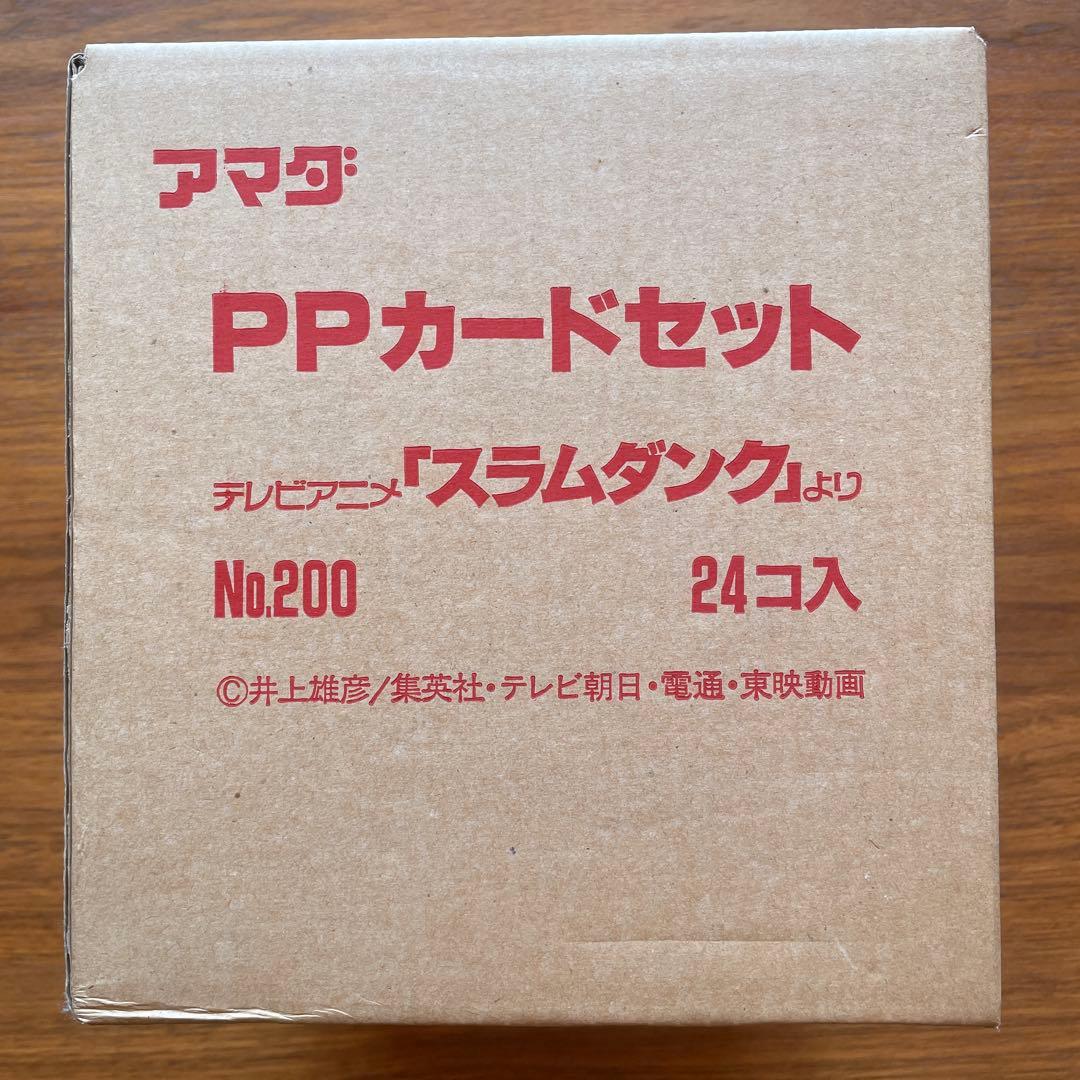 アマダ
PPカードセット
テレビアニメ「スラムダンク」より
No.200 24コ入
©井上雄彦/集英社・テレビ朝日・電通・東映動画